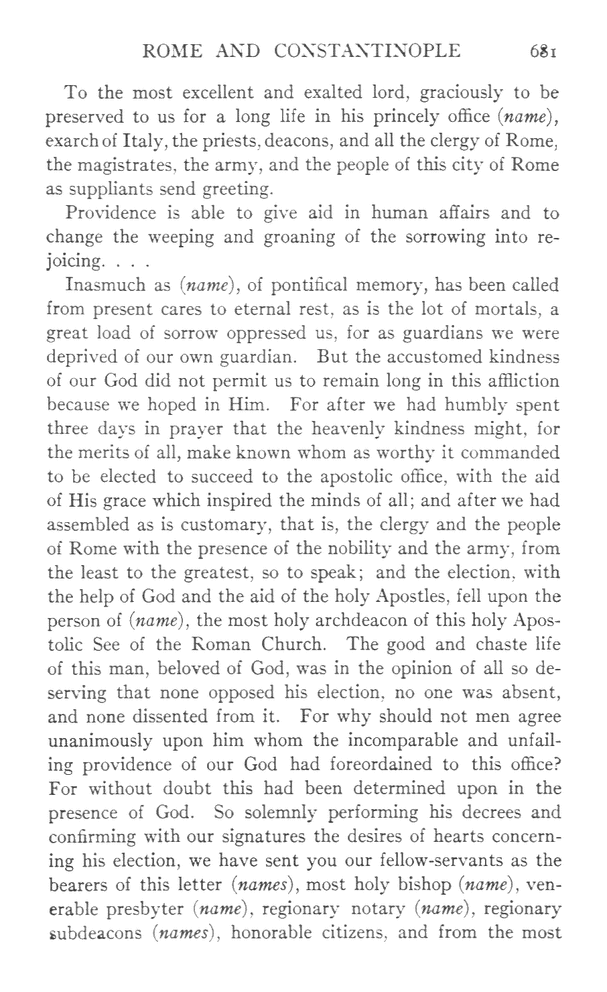 ROME AND CONSTANTINOPLE 681
To the most excellent and exalted lord, graciously to be
preserved to us for a long life in his princely office (name),
exarch of Italy, the priests, deacons, and all the clergy of Rome,
the magistrates, the army, and the people of this city of Rome
as suppliants send greeting.
Providence is able to give aid in human affairs and to
change the weeping and groaning of the sorrowing into re-
joicing. . . .
Inasmuch as (name), of pontifical memory, has been called
from present cares to eternal rest, as is the lot of mortals, a
great load of sorrow oppressed us, for as guardians we were
deprived of our own guardian. But the accustomed kindness
of our God did not permit us to remain long in this affliction
because we hoped in Him. For after we had humbly spent
three days in prayer that the heavenly kindness might, for
the merits of all, make known whom as worthy it commanded
to be elected to succeed to the apostolic office, with the aid
of His grace which inspired the minds of all; and after we had
assembled as is customary, that is, the clergy and the people
of Rome with the presence of the nobility and the army, from
the least to the greatest, so to speak; and the election, with
the help of God and the aid of the holy Apostles, fell upon the
person of (name), the most holy archdeacon of this holy Apos-
tolic See of the Roman Church. The good and chaste life
of this man, beloved of God, was in the opinion of all so de-
serving that none opposed his election, no one was absent,
and none dissented from it. For why should not men agree
unanimously upon him whom the incomparable and unfail-
ing providence of our God had foreordained to this office?
For without doubt this had been determined upon in the
presence of God. So solemnly performing his decrees and
confirming with our signatures the desires of hearts concern-
ing his election, we have sent you our fellow-servants as the
bearers of this letter (names), most holy bishop (name), ven-
erable presbyter (name), regionary notary (name), regionary
subdeacons (names), honorable citizens, and from the most